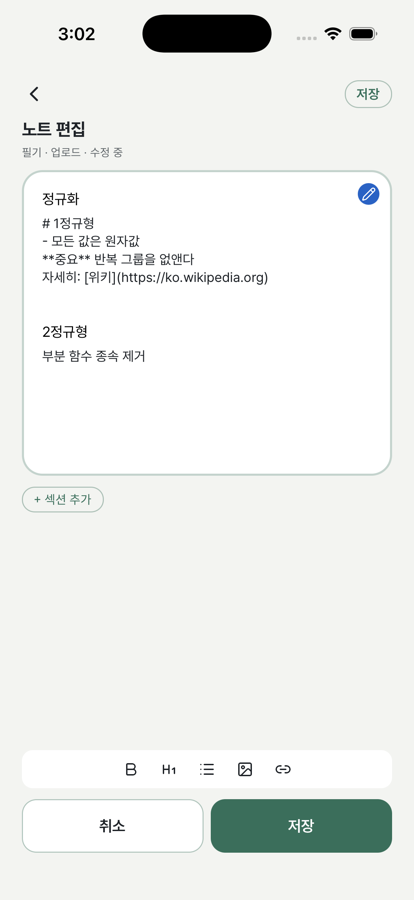 3:02
저장
노트 편집
필기 · 업로드 · 수정 중
정규화
# 1정규형
- 모든 값은 원자값
**중요** 반복 그룹을 없앤다
자세히: [위키](https://ko.wikipedia.org)
2정규형
부분 함수 종속 제거
+ 섹션 추가
B H1
취소 저장